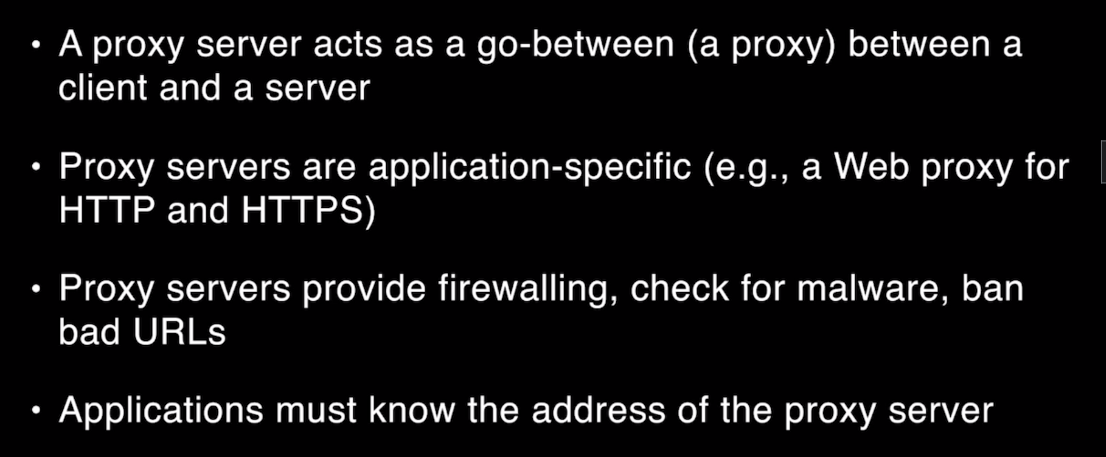 • A proxy server acts as a go-between (a proxy) between a
client and a server
• Proxy servers are application-specific (e.g., a Web proxy for
HTTP and HTTPS)
• Proxy servers provide firewalling, check for malware, ban
bad URLs
• Applications must know the address of the proxy server